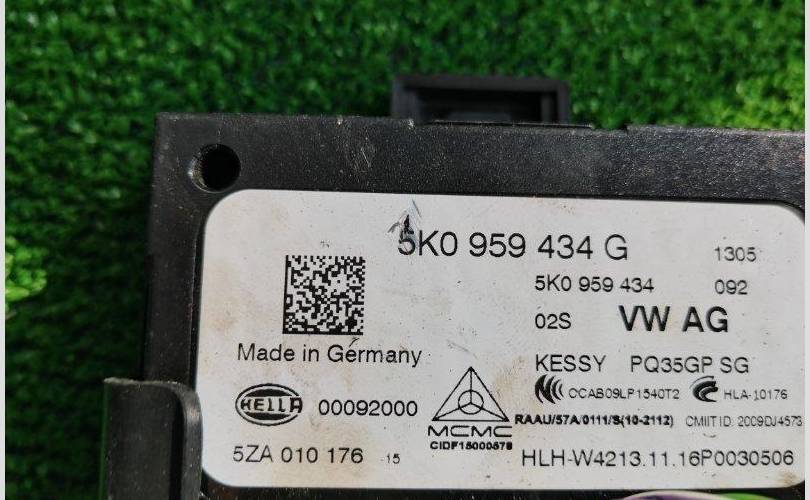 5K0 959 434 G 1305
5K0 959 434 092
02S VW AG
Made in Germany
KESSY PQ35GP SG
CCAB09LP1540T2 HLA-10176
HELLA 00092000
RAAU/57A/0111/S(10-2112) CMIIT ID: 2009DJ4573
MCMC
CIDF15000578
5ZA 010 176 15
HLH-W4213.11.16P0030506